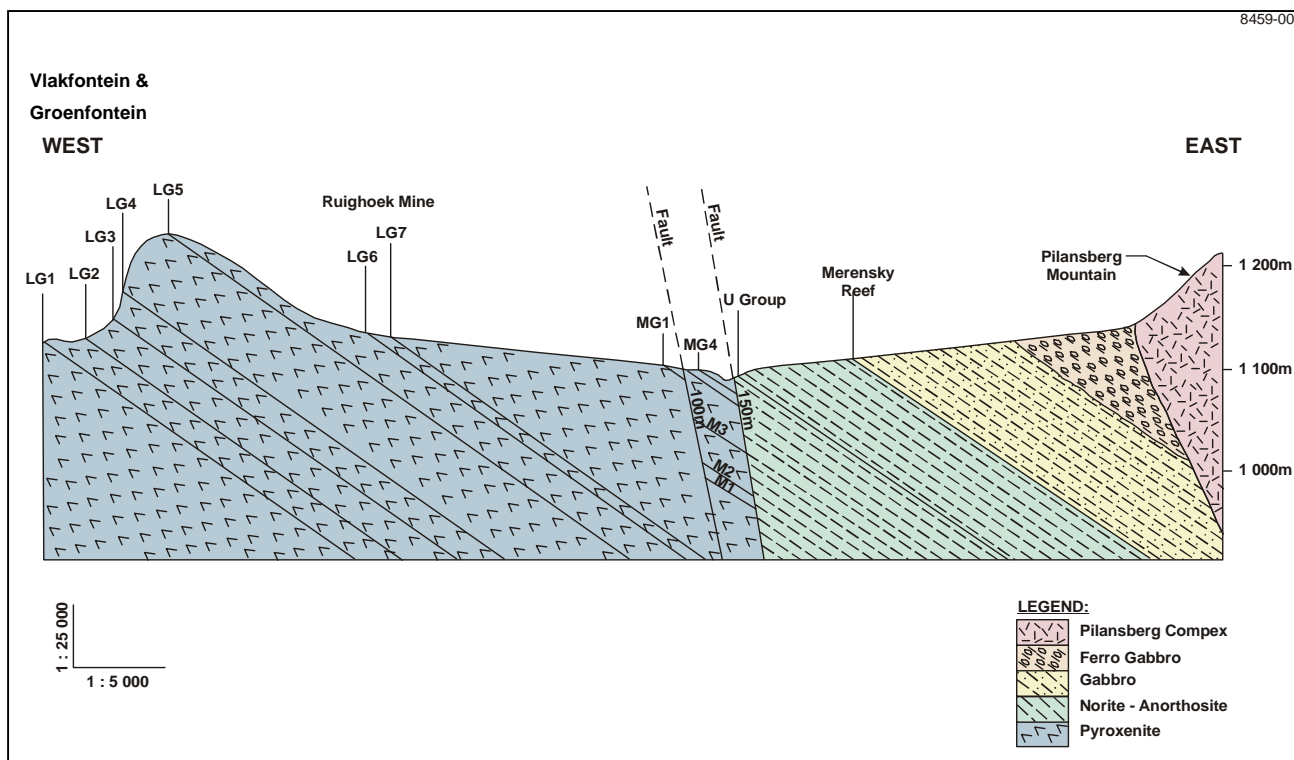 8459-00
Vlakfontein &
Groenfontein
WEST
EAST
LG5
LG4
LG3
LG2
LG1
Ruighoek Mine
LG7
LG6
Fault
Fault
MG1
MG4
U Group
Merensky
Reef
Pilansberg
Mountain
1 200m
1 100m
1 000m
100m
150m
M3
M2
M1
1 : 25 000
1 : 5 000
LEGEND:
Pilansberg Compex
Ferro Gabbro
Gabbro
Norite - Anorthosite
Pyroxenite